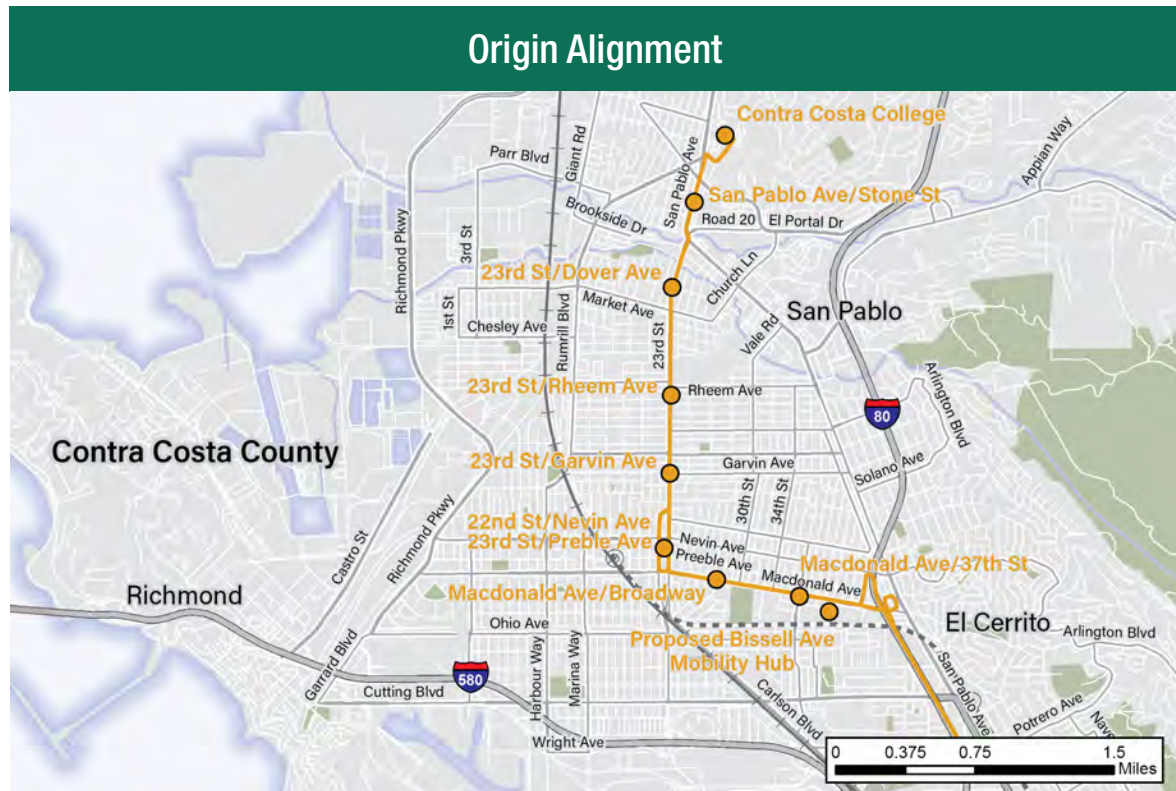 Origin Alignment
Contra Costa College
Appian Way
Giant Rd
Parr Blvd
San Pablo Ave
San Pablo Ave/Stone St
Road 20
El Portal Dr
Brookside Dr
3rd St
Richmond Pkwy
Church Ln
23rd St/Dover Ave
Market Ave
San Pablo
1st St
Chesley Ave
Rumrill Blvd
23rd St
Vale Rd
Arlington Blvd
23rd St/Rheem Ave
Rheem Ave
80
Contra Costa County
23rd St/Garvin Ave
Garvin Ave
Solano Ave
30th St
34th St
Richmond Pkwy
Castro St
22nd St/Nevin Ave
23rd St/Preble Ave
Nevin Ave
Preeble Ave
Macdonald Ave
Macdonald Ave/37th St
Richmond
Macdonald Ave/Broadway
El Cerrito
Ohio Ave
Proposed Bissell Ave
Mobility Hub
Arlington Blvd
San Pablo Ave
Garrard Blvd
580
Harbour Way
Marina Way
Cutting Blvd
Carlson Blvd
Potrero Ave
Nave
Wright Ave
0 0.375 0.75 1.5
Miles